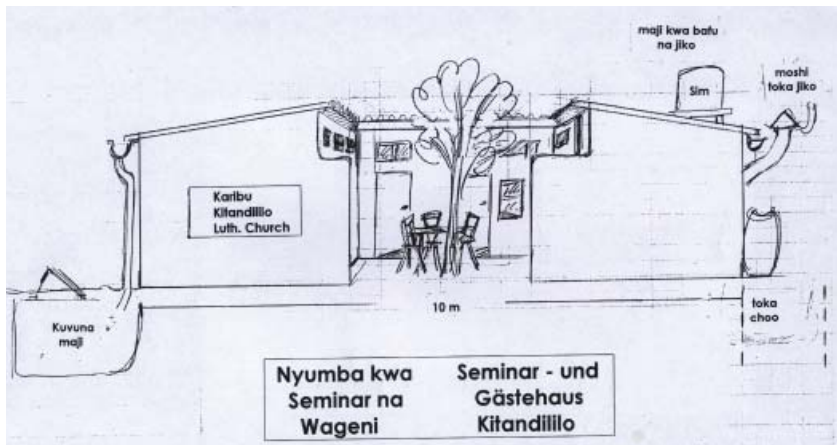 maji kwa bafu
na jiko
moshi
toka jiko
Sim
Karibu
Kitandililo
Luth. Church
10 m
toka
choo
Kuvuna
maji
Nyumba kwa
Seminar na
Wageni
Seminar - und
Gästehaus
Kitandililo